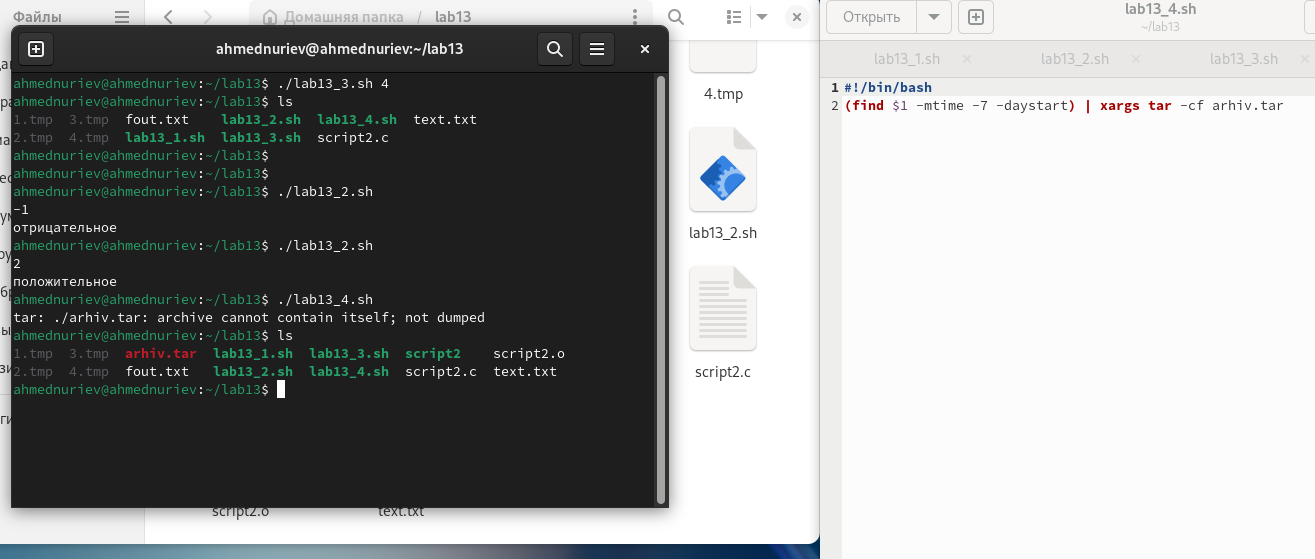 Файлы
Домашняя папка / lab13
ahmednuriev@ahmednuriev:~/lab13
ahmednuriev@ahmednuriev:~/lab13$ ./lab13_3.sh 4
ahmednuriev@ahmednuriev:~/lab13$ ls
1.tmp 3.tmp fout.txt lab13_2.sh lab13_4.sh text.txt
2.tmp 4.tmp lab13_1.sh lab13_3.sh script2.c
ahmednuriev@ahmednuriev:~/lab13$
ahmednuriev@ahmednuriev:~/lab13$
ahmednuriev@ahmednuriev:~/lab13$ ./lab13_2.sh
-1
отрицательное
ahmednuriev@ahmednuriev:~/lab13$ ./lab13_2.sh
2
положительное
ahmednuriev@ahmednuriev:~/lab13$ ./lab13_4.sh
tar: ./arhiv.tar: archive cannot contain itself; not dumped
ahmednuriev@ahmednuriev:~/lab13$ ls
1.tmp 3.tmp arhiv.tar lab13_1.sh lab13_3.sh script2 script2.o
2.tmp 4.tmp fout.txt lab13_2.sh lab13_4.sh script2.c text.txt
ahmednuriev@ahmednuriev:~/lab13$
4.tmp
lab13_2.sh
script2.c
script2.o text.txt
Открыть
lab13_4.sh
~/lab13
lab13_1.sh lab13_2.sh lab13_3.sh
1 #!/bin/bash
2 (find $1 -mtime -7 -daystart) | xargs tar -cf arhiv.tar